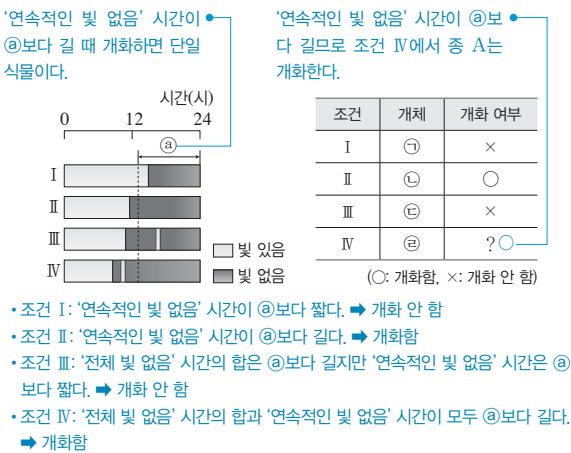 '연속적인 빛 없음' 시간이
ⓐ보다 길 때 개화하면 단일
식물이다.
'연속적인 빛 없음' 시간이 ⓐ보
다 길므로 조건 Ⅳ에서 종 A는
개화한다.
시간(시)
0 12 24
ⓐ
Ⅰ
Ⅱ
Ⅲ
Ⅳ
빛 있음
빛 없음
조건 개체 개화 여부
Ⅰ ㉠ ×
Ⅱ ㉡ ○
Ⅲ ㉢ ×
Ⅳ ㉣ ?○
(○: 개화함, ×: 개화 안 함)
• 조건 Ⅰ: '연속적인 빛 없음' 시간이 ⓐ보다 짧다. ➡ 개화 안 함
• 조건 Ⅱ: '연속적인 빛 없음' 시간이 ⓐ보다 길다. ➡ 개화함
• 조건 Ⅲ: '전체 빛 없음' 시간의 합은 ⓐ보다 길지만 '연속적인 빛 없음' 시간은 ⓐ
보다 짧다. ➡ 개화 안 함
• 조건 Ⅳ: '전체 빛 없음' 시간의 합과 '연속적인 빛 없음' 시간이 모두 ⓐ보다 길다.
➡ 개화함